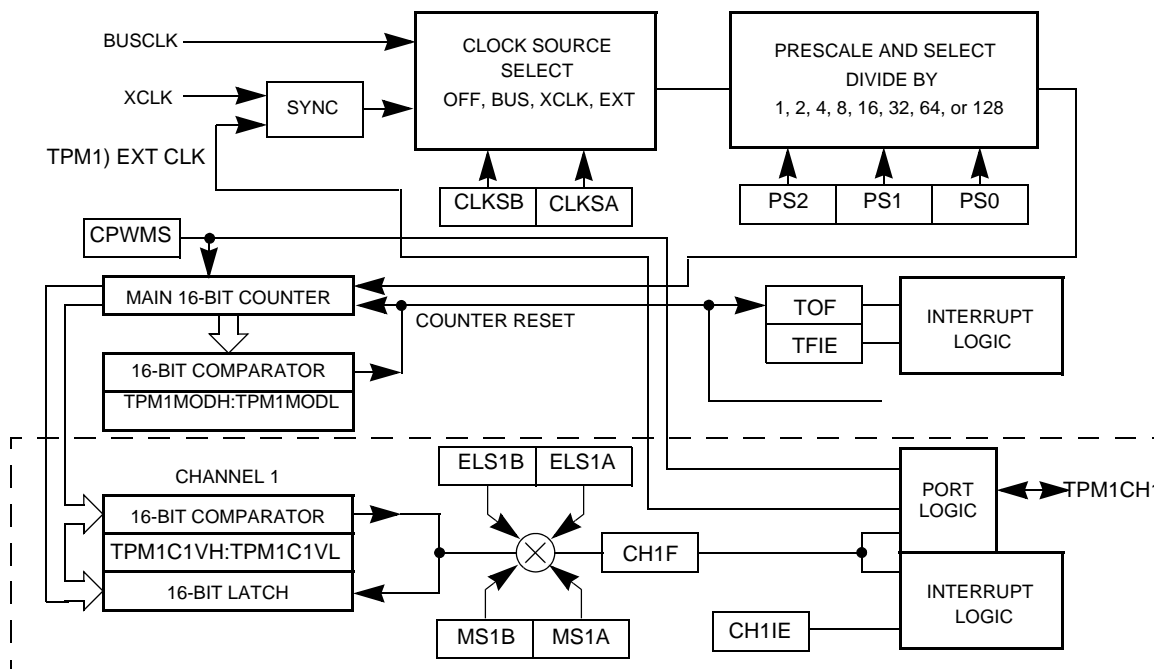 BUSCLK
XCLK
SYNC
TPM1) EXT CLK
CLOCK SOURCE
SELECT
OFF, BUS, XCLK, EXT
PRESCALE AND SELECT
DIVIDE BY
1, 2, 4, 8, 16, 32, 64, or 128
CLKSB
CLKSA
PS2
PS1
PS0
CPWMS
MAIN 16-BIT COUNTER
COUNTER RESET
TOF
TFIE
INTERRUPT
LOGIC
16-BIT COMPARATOR
TPM1MODH:TPM1MODL
CHANNEL 1
ELS1B
ELS1A
16-BIT COMPARATOR
TPM1C1VH:TPM1C1VL
16-BIT LATCH
CH1F
PORT
LOGIC
TPM1CH1
INTERRUPT
LOGIC
MS1B
MS1A
CH1IE